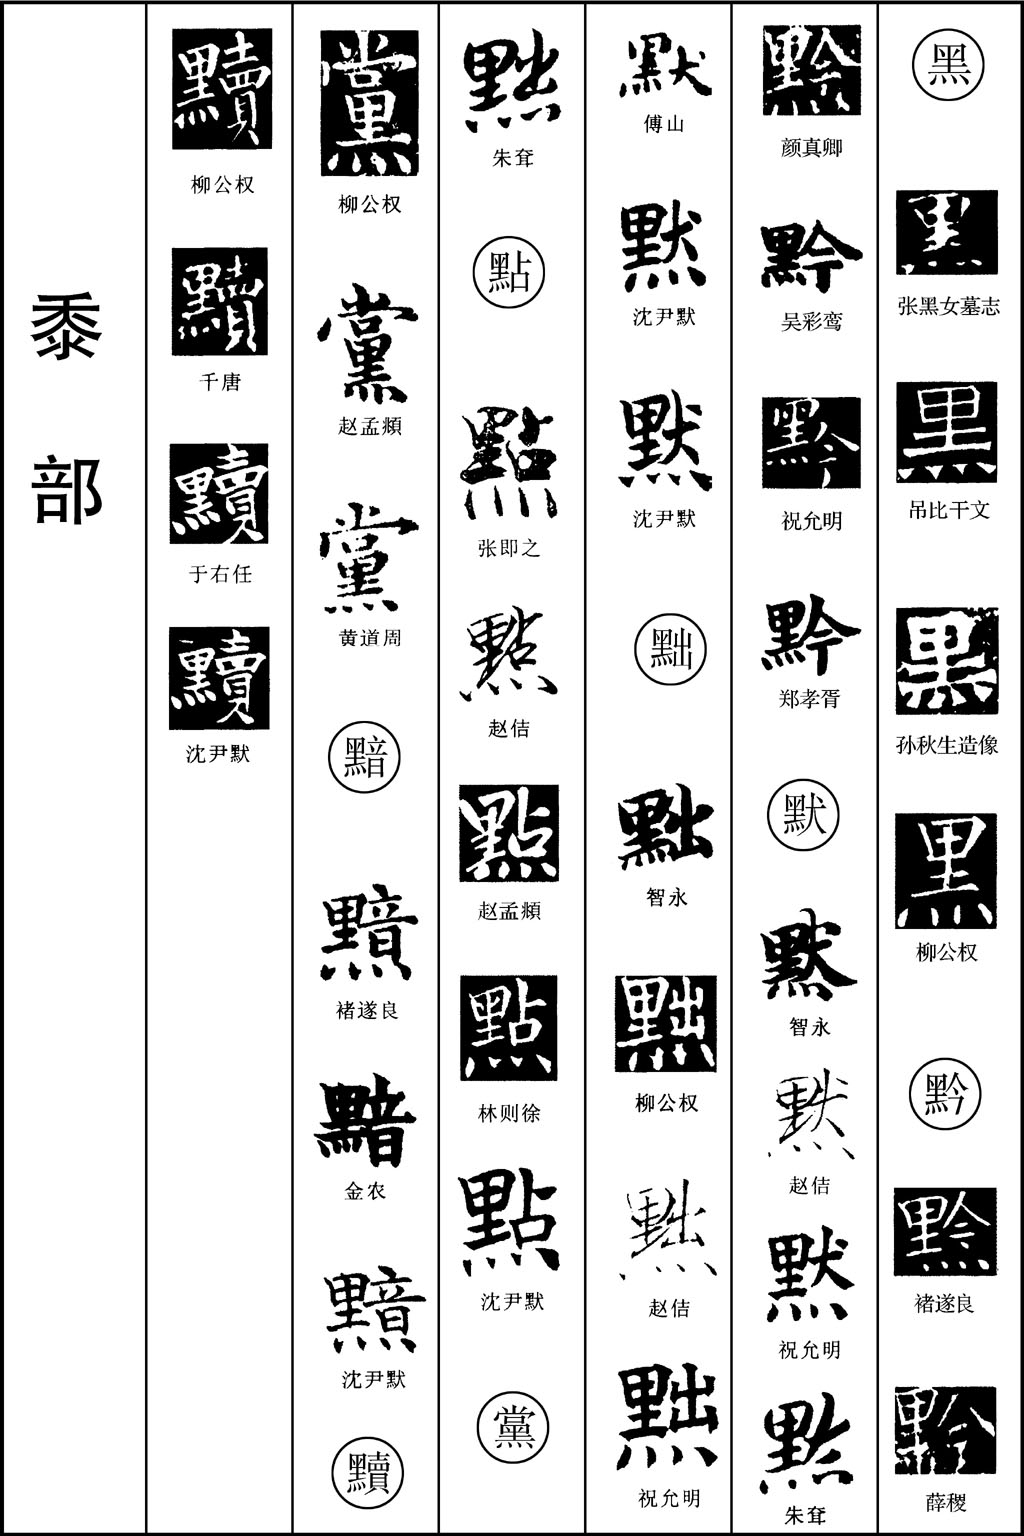 黑
黑
张黑女墓志
黑
吊比干文
黑
孙秋生造像
黑
柳公权
黔
黔
褚遂良
黔
薛稷
黔
颜真卿
黔
吴彩鸾
黔
祝允明
黔
郑孝胥
默
默
智永
默
赵佶
默
祝允明
點
朱耷
默
傅山
默
沈尹默
默
沈尹默
黜
黜
智永
黜
柳公权
黜
赵佶
黜
祝允明
黜
朱耷
點
點
张即之
點
赵佶
點
赵孟頫
點
林则徐
點
沈尹默
黨
黨
柳公权
黨
赵孟頫
黨
黄道周
黯
黯
褚遂良
黯
金农
黯
沈尹默
黷
黷
柳公权
黷
千唐
黷
于右任
黷
沈尹默
黍部